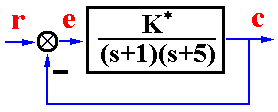 r e K* c
(s+1)(s+5)
−